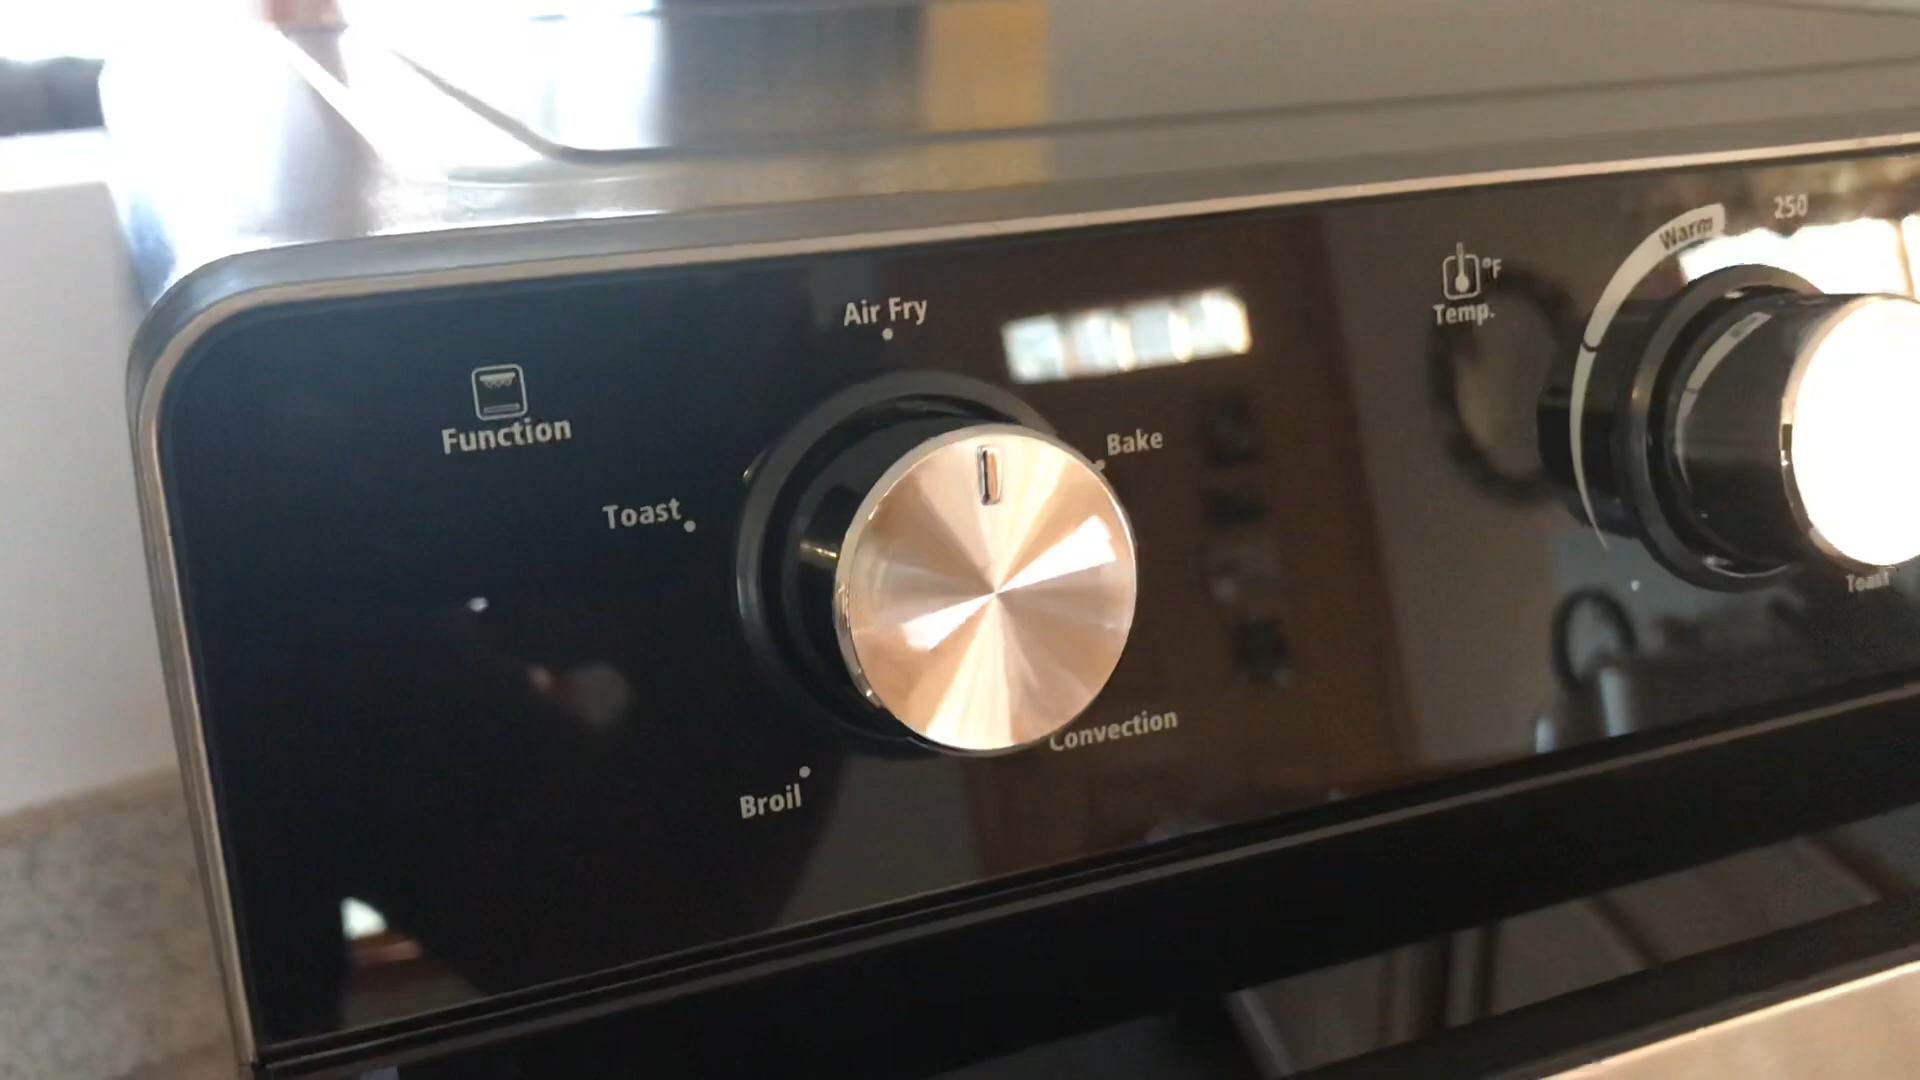 Function
Air Fry
Toast
Bake
Convection
Broil
°F
Temp.
Warm
250
Toast